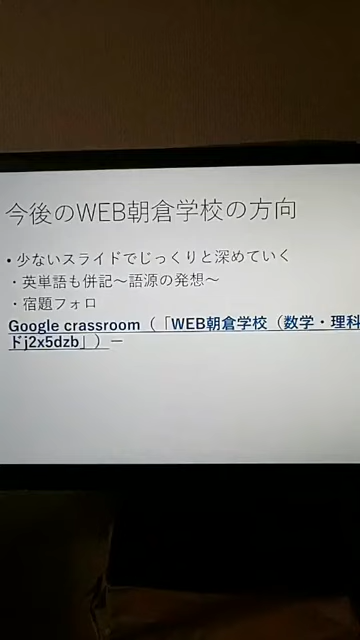 今後のWEB朝倉学校の方向
• 少ないスライドでじっくりと深めていく
・英単語も併記～語源の発想～
・宿題フォロ
Google crassroom（「WEB朝倉学校（数学・理科
ドj2x5dzb」）ー